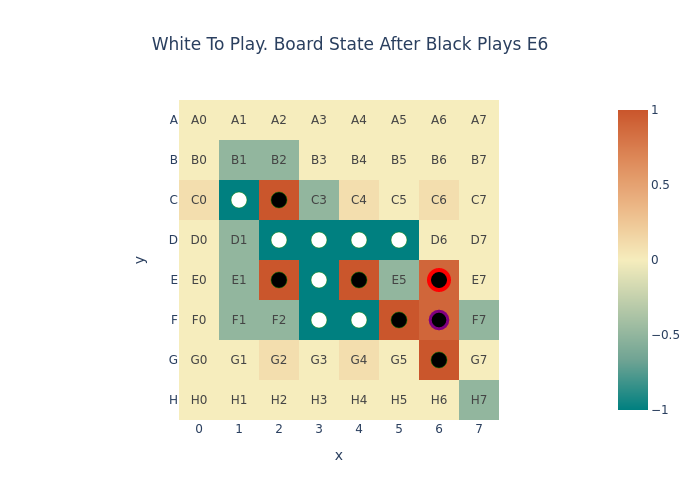 White To Play. Board State After Black Plays E6
A A0 A1 A2 A3 A4 A5 A6 A7
B B0 B1 B2 B3 B4 B5 B6 B7
C C0 C3 C4 C5 C6 C7
D D0 D1 D6 D7
E E0 E1 E5 E7
F F0 F1 F2 F7
G G0 G1 G2 G3 G4 G5 G7
H H0 H1 H2 H3 H4 H5 H6 H7
0 1 2 3 4 5 6 7
x
y
1
0.5
0
−0.5
−1